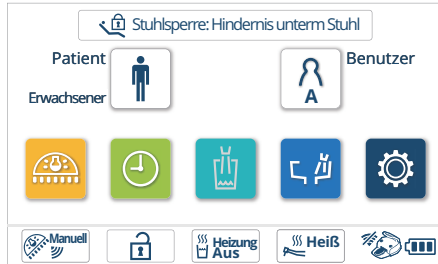 Stuhlsperre: Hindernis unterm Stuhl
Patient
Benutzer
Erwachsener
A
Manuell
Heizung
Aus
Heiß